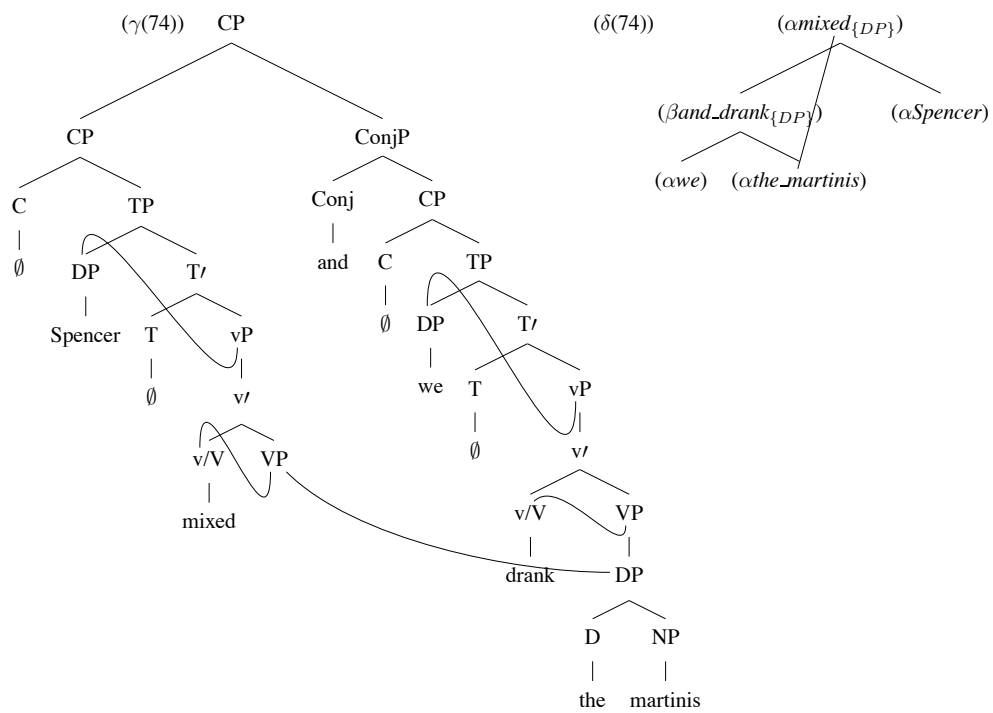 (γ(74)) CP (δ(74)) (αmixed{DP})
(βand_drank{DP}) (αSpencer)
CP ConjP
(αwe) (αthe_martinis)
C TP Conj CP
∅ DP T′ and C TP
Spencer T vP ∅ DP T′
∅ v′ we T vP
v/V VP ∅ v′
mixed v/V VP
drank DP
D NP
the martinis